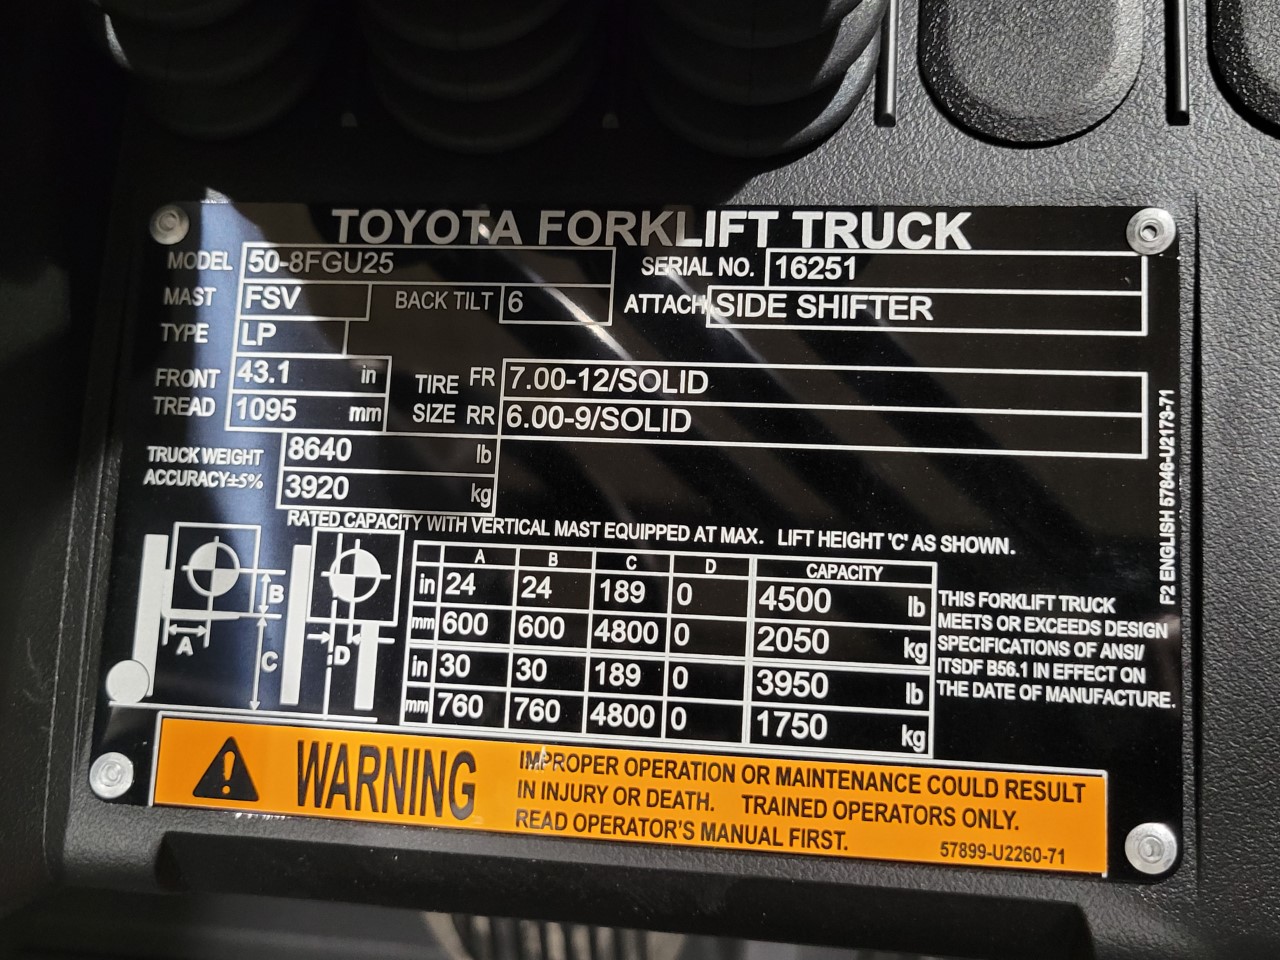 TOYOTA FORKLIFT TRUCK
MODEL 50-8FGU25 SERIAL NO. 16251
MAST FSV BACK TILT 6 ATTACH SIDE SHIFTER
TYPE LP
FRONT TREAD 43.1 in
1095 mm
TIRE SIZE FR 7.00-12/SOLID
RR 6.00-9/SOLID
TRUCK WEIGHT 8640 lb
ACCURACY±5% 3920 kg
RATED CAPACITY WITH VERTICAL MAST EQUIPPED AT MAX. LIFT HEIGHT 'C' AS SHOWN.
A B C D CAPACITY
in 24 24 189 0 4500 lb
mm 600 600 4800 0 2050 kg
in 30 30 189 0 3950 lb
mm 760 760 4800 0 1750 kg
A B C D
THIS FORKLIFT TRUCK
MEETS OR EXCEEDS DESIGN
SPECIFICATIONS OF ANSI/
ITSDF B56.1 IN EFFECT ON
THE DATE OF MANUFACTURE.
F2 ENGLISH 57846-U2173-71
WARNING
IMPROPER OPERATION OR MAINTENANCE COULD RESULT
IN INJURY OR DEATH. TRAINED OPERATORS ONLY.
READ OPERATOR'S MANUAL FIRST.
57899-U2260-71